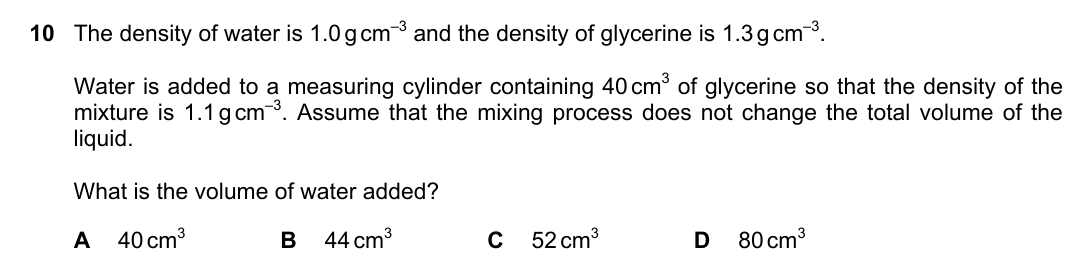 10 The density of water is 1.0 g cm⁻³ and the density of glycerine is 1.3 g cm⁻³.
Water is added to a measuring cylinder containing 40 cm³ of glycerine so that the density of the
mixture is 1.1 g cm⁻³. Assume that the mixing process does not change the total volume of the
liquid.
What is the volume of water added?
A 40 cm³ B 44 cm³ C 52 cm³ D 80 cm³